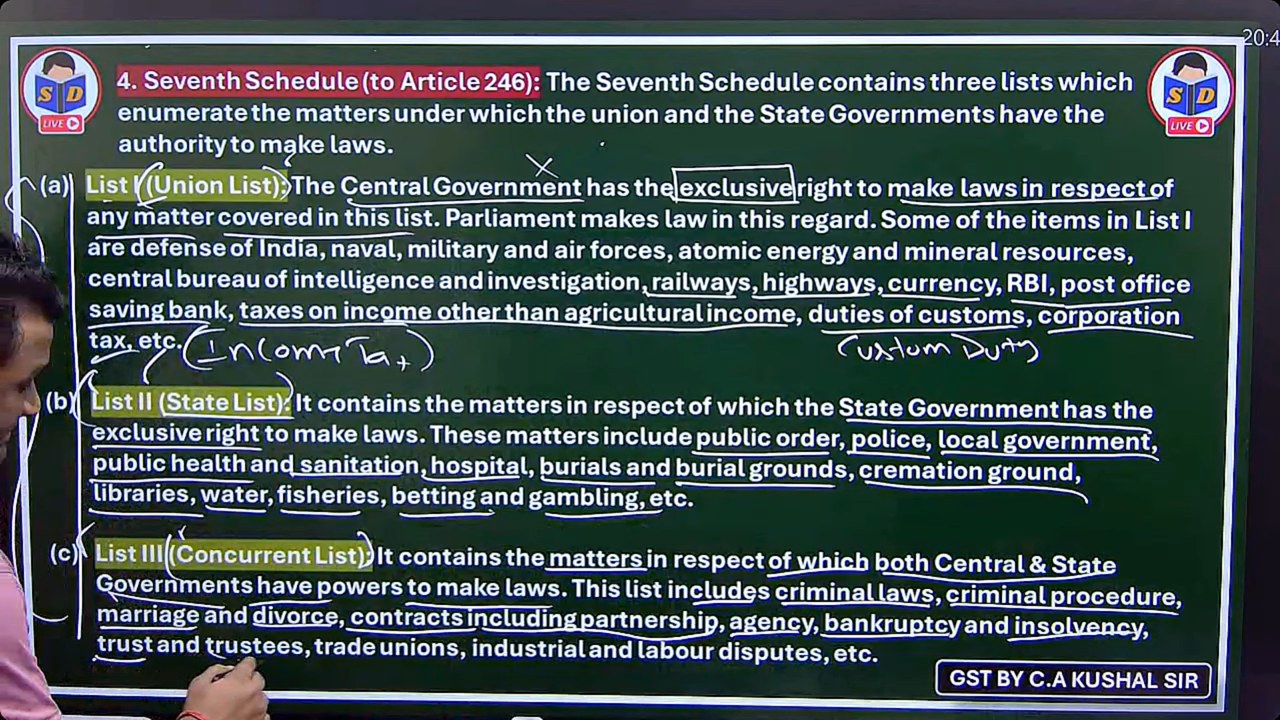 20:4
4. Seventh Schedule (to Article 246): The Seventh Schedule contains three lists which
enumerate the matters under which the union and the State Governments have the
authority to make laws.
S D
LIVE
S D
LIVE
(a) List I (Union List): The Central Government has the exclusive right to make laws in respect of
any matter covered in this list. Parliament makes law in this regard. Some of the items in List I
are defense of India, naval, military and air forces, atomic energy and mineral resources,
central bureau of intelligence and investigation, railways, highways, currency, RBI, post office
saving bank, taxes on income other than agricultural income, duties of customs, corporation
tax, etc. (Income Tax) Custom Duty
(b) List II (State List): It contains the matters in respect of which the State Government has the
exclusive right to make laws. These matters include public order, police, local government,
public health and sanitation, hospital, burials and burial grounds, cremation ground,
libraries, water, fisheries, betting and gambling, etc.
(c) List III (Concurrent List): It contains the matters in respect of which both Central & State
Governments have powers to make laws. This list includes criminal laws, criminal procedure,
marriage and divorce, contracts including partnership, agency, bankruptcy and insolvency,
trust and trustees, trade unions, industrial and labour disputes, etc.
GST BY C.A KUSHAL SIR